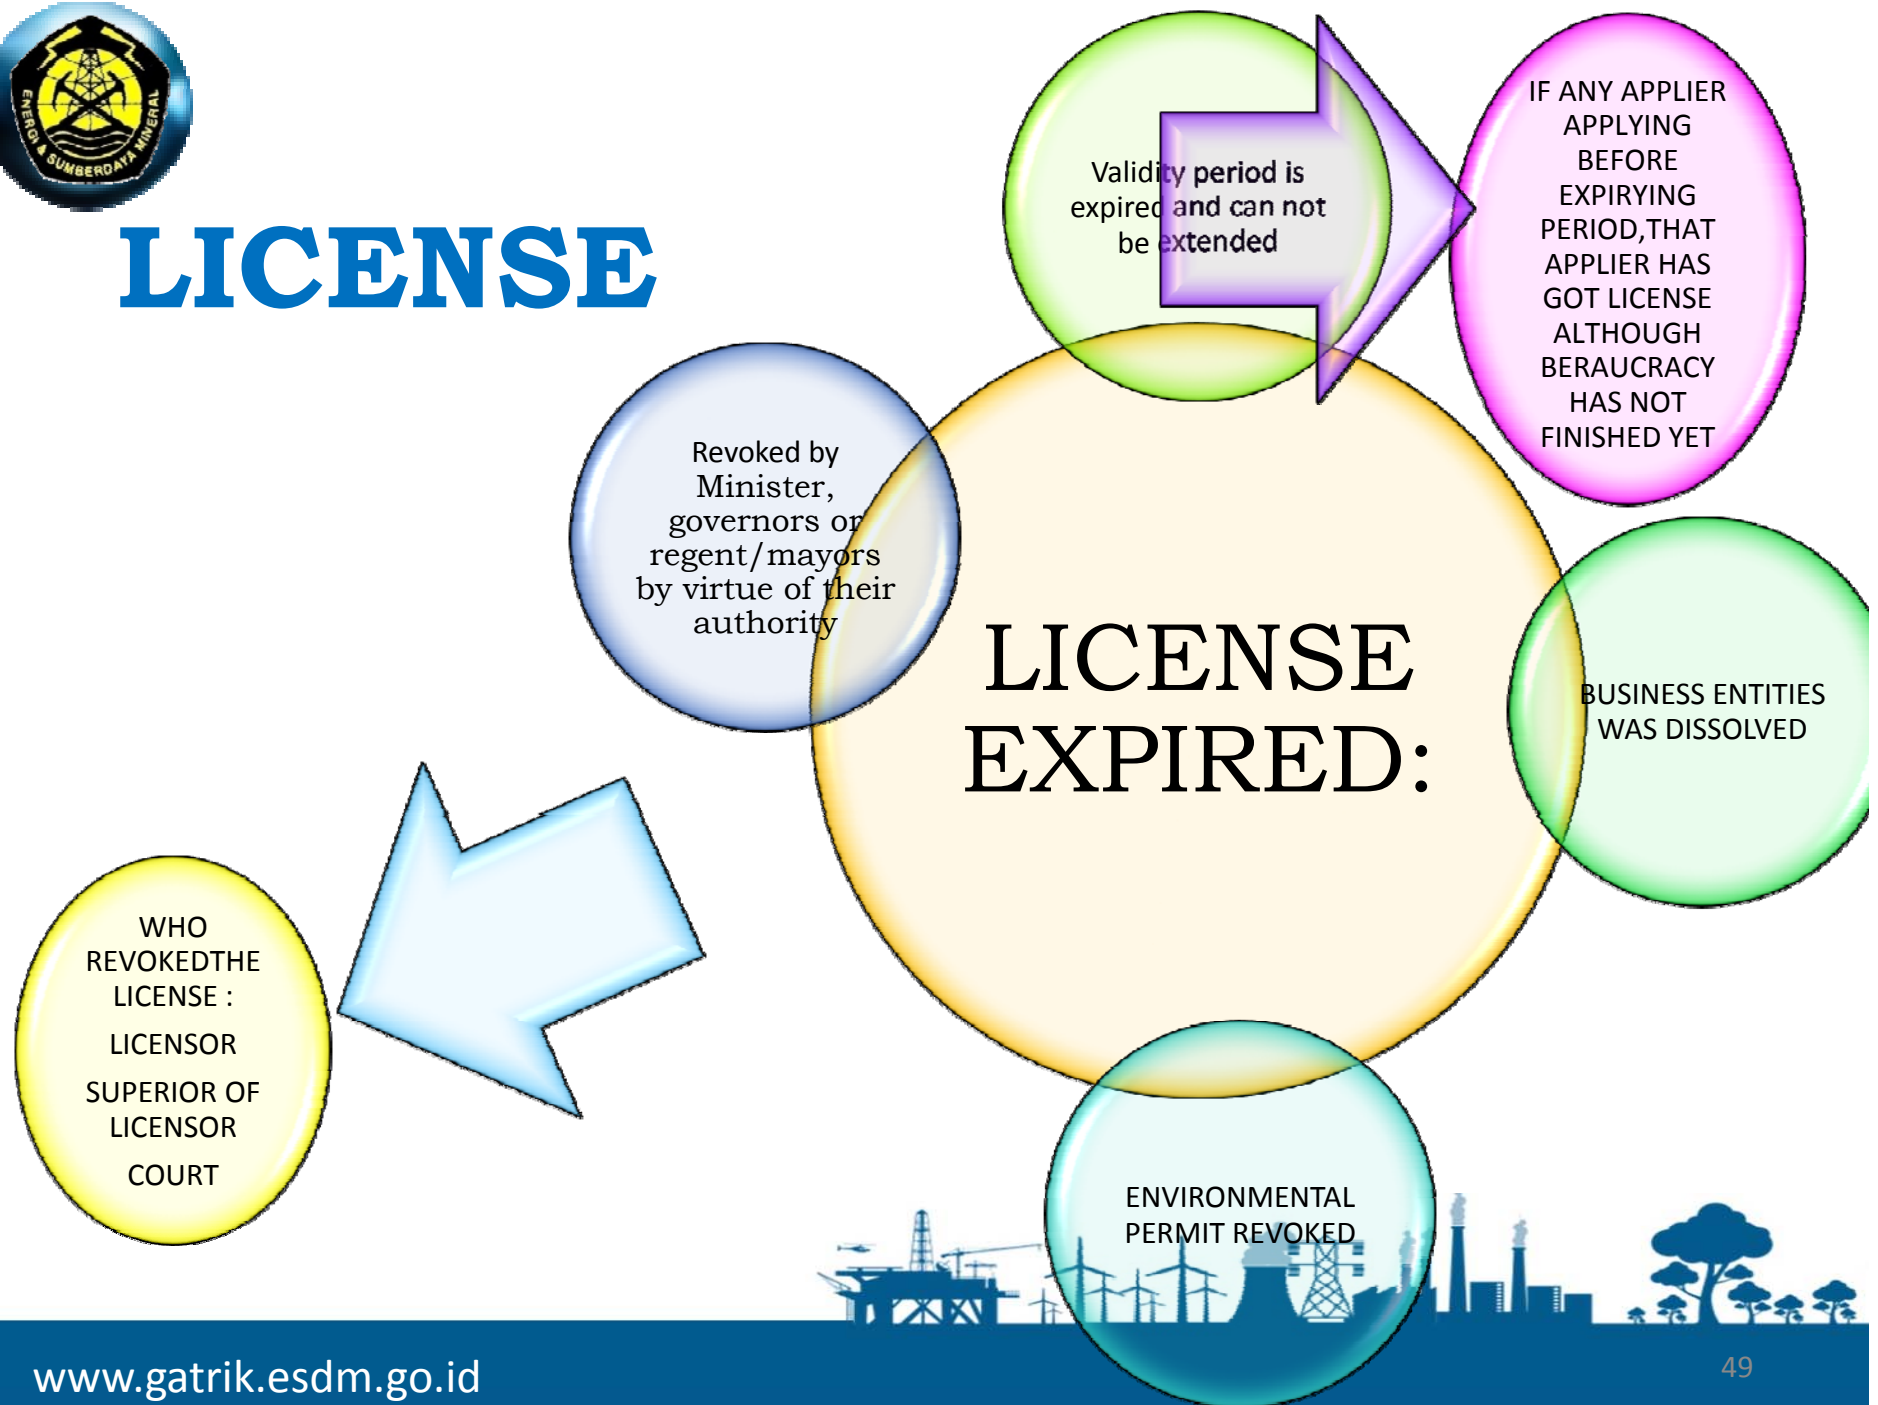 ENERGI & SUMBERDAYA MINERAL
LICENSE
Validity period is
expired and can not
be extended
IF ANY APPLIER
APPLYING
BEFORE
EXPIRYING
PERIOD,THAT
APPLIER HAS
GOT LICENSE
ALTHOUGH
BERAUCRACY
HAS NOT
FINISHED YET
Revoked by
Minister,
governors or
regent/mayors
by virtue of their
authority
LICENSE
EXPIRED:
BUSINESS ENTITIES
WAS DISSOLVED
WHO
REVOKEDTHE
LICENSE :
LICENSOR
SUPERIOR OF
LICENSOR
COURT
ENVIRONMENTAL
PERMIT REVOKED
www.gatrik.esdm.go.id
49